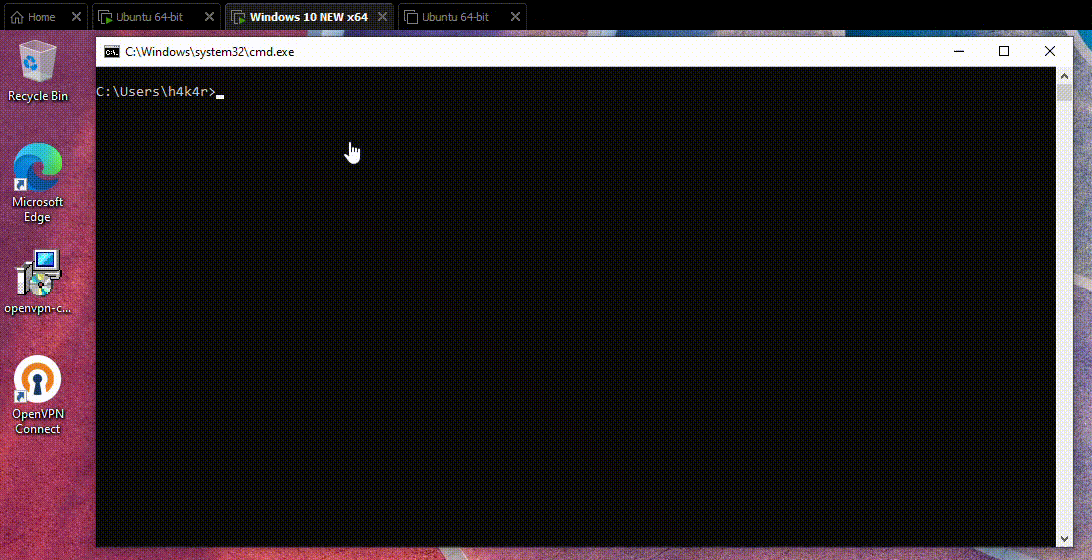 Home
Ubuntu 64-bit
Windows 10 NEW x64
Ubuntu 64-bit
C:\Windows\system32\cmd.exe
C:\Users\h4k4r>
Recycle Bin
Microsoft
Edge
openvpn-c...
OpenVPN
Connect